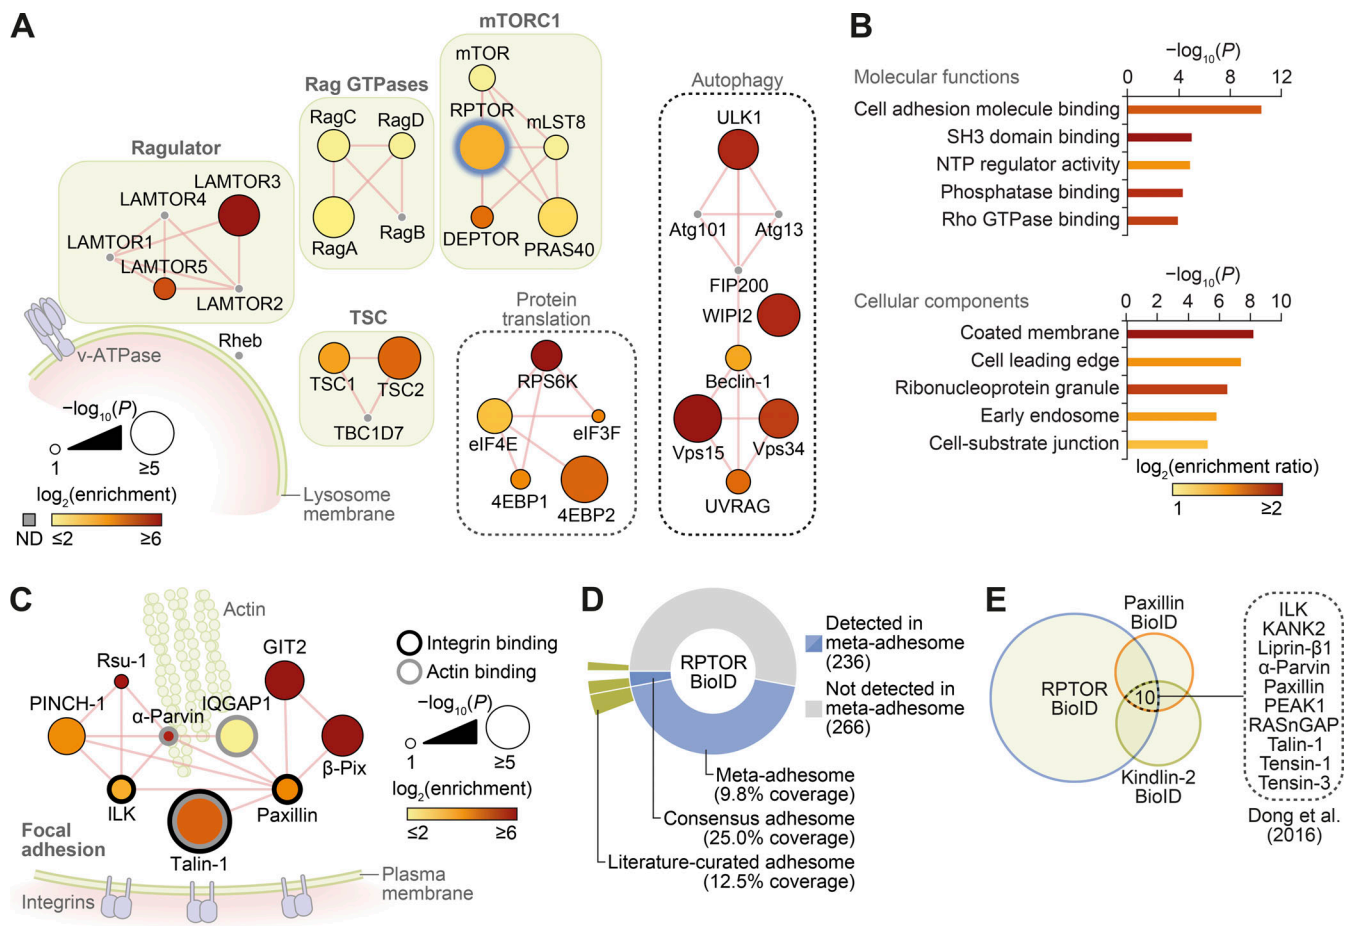 A
mTORC1
mTOR
RPTOR
mLST8
DEPTOR
PRAS40
Rag GTPases
RagC
RagD
RagA
RagB
Ragulator
LAMTOR3
LAMTOR4
LAMTOR1
LAMTOR5
LAMTOR2
v-ATPase
Rheb
TSC
TSC1
TSC2
TBC1D7
Protein
translation
RPS6K
eIF4E
eIF3F
4EBP1
4EBP2
Autophagy
ULK1
Atg101
Atg13
FIP200
WIPI2
Beclin-1
Vps15
Vps34
UVRAG
−log10(P)
1
≥5
log2(enrichment)
ND
≤2
≥6
Lysosome
membrane
B
−log10(P)
Molecular functions
0 4 8 12
Cell adhesion molecule binding
SH3 domain binding
NTP regulator activity
Phosphatase binding
Rho GTPase binding
−log10(P)
Cellular components
0 2 4 6 8 10
Coated membrane
Cell leading edge
Ribonucleoprotein granule
Early endosome
Cell-substrate junction
log2(enrichment ratio)
1
≥2
C
Actin
Rsu-1
GIT2
PINCH-1
α-Parvin
IQGAP1
β-Pix
ILK
Paxillin
Talin-1
Focal
adhesion
Integrins
Plasma
membrane
Integrin binding
Actin binding
−log10(P)
1
≥5
log2(enrichment)
≤2
≥6
D
RPTOR
BioID
Detected in
meta-adhesome
(236)
Not detected in
meta-adhesome
(266)
Meta-adhesome
(9.8% coverage)
Consensus adhesome
(25.0% coverage)
Literature-curated adhesome
(12.5% coverage)
E
Paxillin
BioID
RPTOR
BioID
10
Kindlin-2
BioID
ILK
KANK2
Liprin-β1
α-Parvin
Paxillin
PEAK1
RASnGAP
Talin-1
Tensin-1
Tensin-3
Dong et al.
(2016)